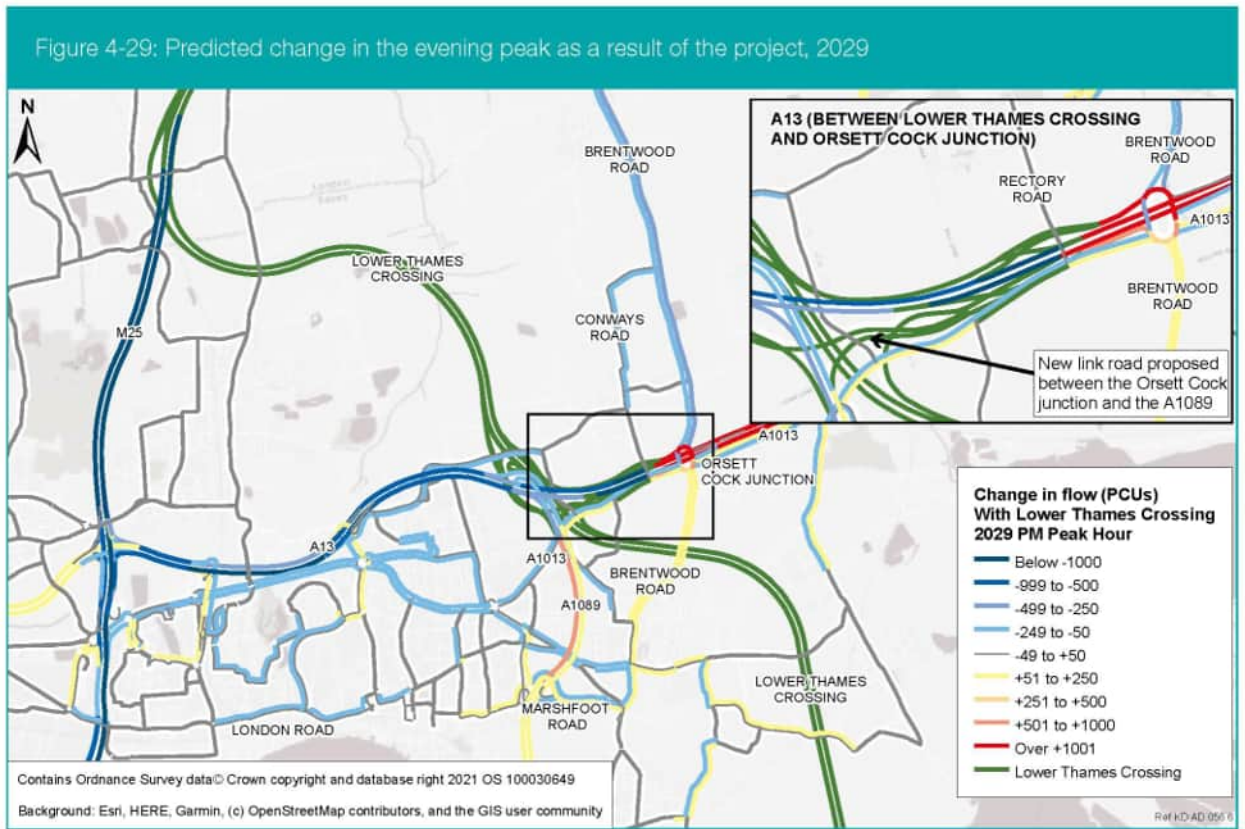 Figure 4-29: Predicted change in the evening peak as a result of the project, 2029
N
BRENTWOOD
ROAD
LOWER THAMES
CROSSING
M25
CONWAYS
ROAD
A1013
ORSETT
COCK JUNCTION
A13
A1013
BRENTWOOD
ROAD
A1089
LOWER THAMES
CROSSING
MARSHFOOT
ROAD
LONDON ROAD
A13 (BETWEEN LOWER THAMES CROSSING
AND ORSETT COCK JUNCTION)
BRENTWOOD
ROAD
RECTORY
ROAD
A1013
BRENTWOOD
ROAD
New link road proposed
between the Orsett Cock
junction and the A1089
Change in flow (PCUs)
With Lower Thames Crossing
2029 PM Peak Hour
Below -1000
-999 to -500
-499 to -250
-249 to -50
-49 to +50
+51 to +250
+251 to +500
+501 to +1000
Over +1001
Lower Thames Crossing
Contains Ordnance Survey data© Crown copyright and database right 2021 OS 100030649
Background: Esri, HERE, Garmin, (c) OpenStreetMap contributors, and the GIS user community